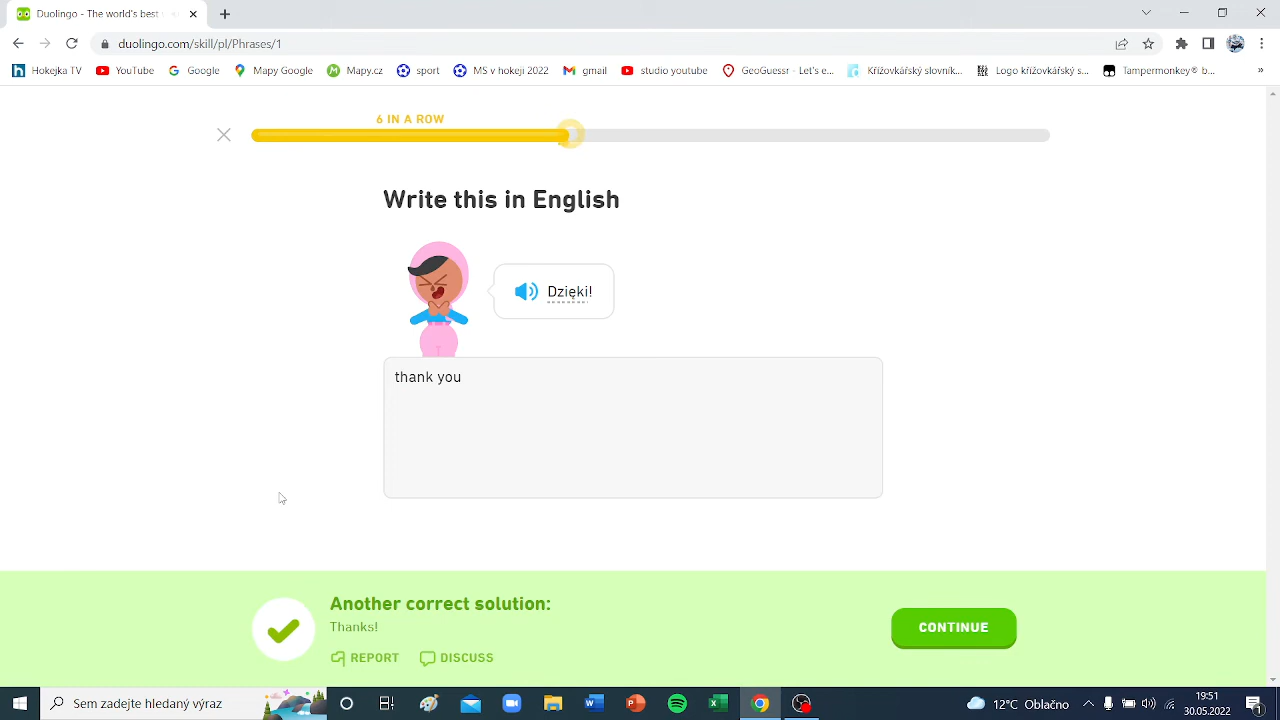 Duolingo - The world's best
duolingo.com/skill/pl/Phrases/1
Hokejka TV YouTube Google Mapy Google Mapy.cz sport MS v hokeji 2022 gmail studio youtube GeoGuessr - Let's e... Křížovkářský slovník... Logo křížovkářský s... Tampermonkey® b... »
6 IN A ROW
Write this in English
Dzięki!
thank you
Another correct solution:
Thanks!
REPORT DISCUSS
CONTINUE
Sem zadejte hledaný výraz
12°C Oblačno
19:51
30.05.2022